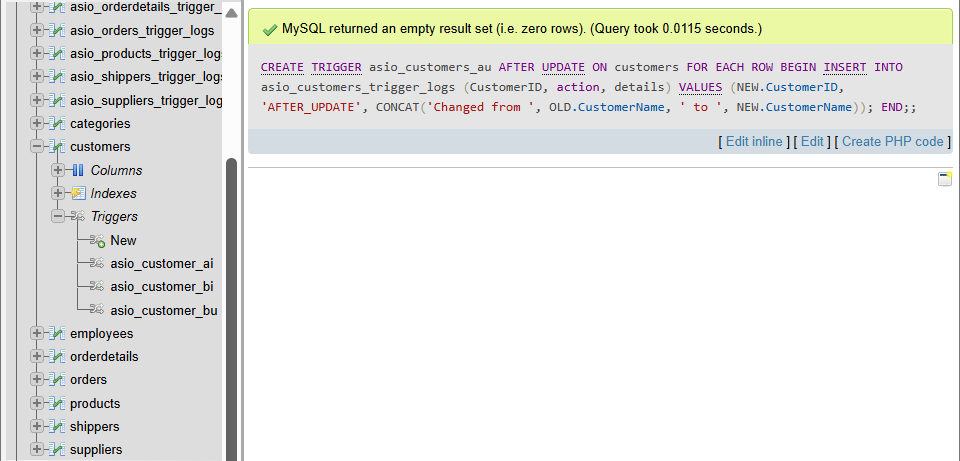 asio_orderdetails_trigger_
asio_orders_trigger_logs
asio_products_trigger_logs
asio_shippers_trigger_logs
asio_suppliers_trigger_log
categories
customers
Columns
Indexes
Triggers
New
asio_customer_ai
asio_customer_bi
asio_customer_bu
employees
orderdetails
orders
products
shippers
suppliers
MySQL returned an empty result set (i.e. zero rows). (Query took 0.0115 seconds.)
CREATE TRIGGER asio_customers_au AFTER UPDATE ON customers FOR EACH ROW BEGIN INSERT INTO
asio_customers_trigger_logs (CustomerID, action, details) VALUES (NEW.CustomerID,
'AFTER_UPDATE', CONCAT('Changed from ', OLD.CustomerName, ' to ', NEW.CustomerName)); END;;
[ Edit inline ] [ Edit ] [ Create PHP code ]